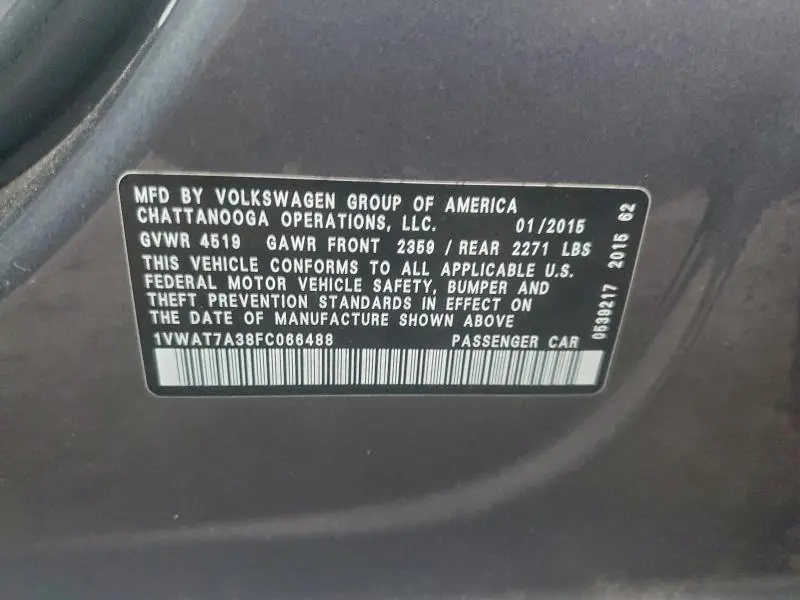 MFD BY VOLKSWAGEN GROUP OF AMERICA
CHATTANOOGA OPERATIONS, LLC. 01/2015
GVWR 4519 GAWR FRONT 2359 / REAR 2271 LBS
THIS VEHICLE CONFORMS TO ALL APPLICABLE U.S.
FEDERAL MOTOR VEHICLE SAFETY, BUMPER AND
THEFT PREVENTION STANDARDS IN EFFECT ON
THE DATE OF MANUFACTURE SHOWN ABOVE
1VWAT7A38FC066488 PASSENGER CAR
0539217 2015 62